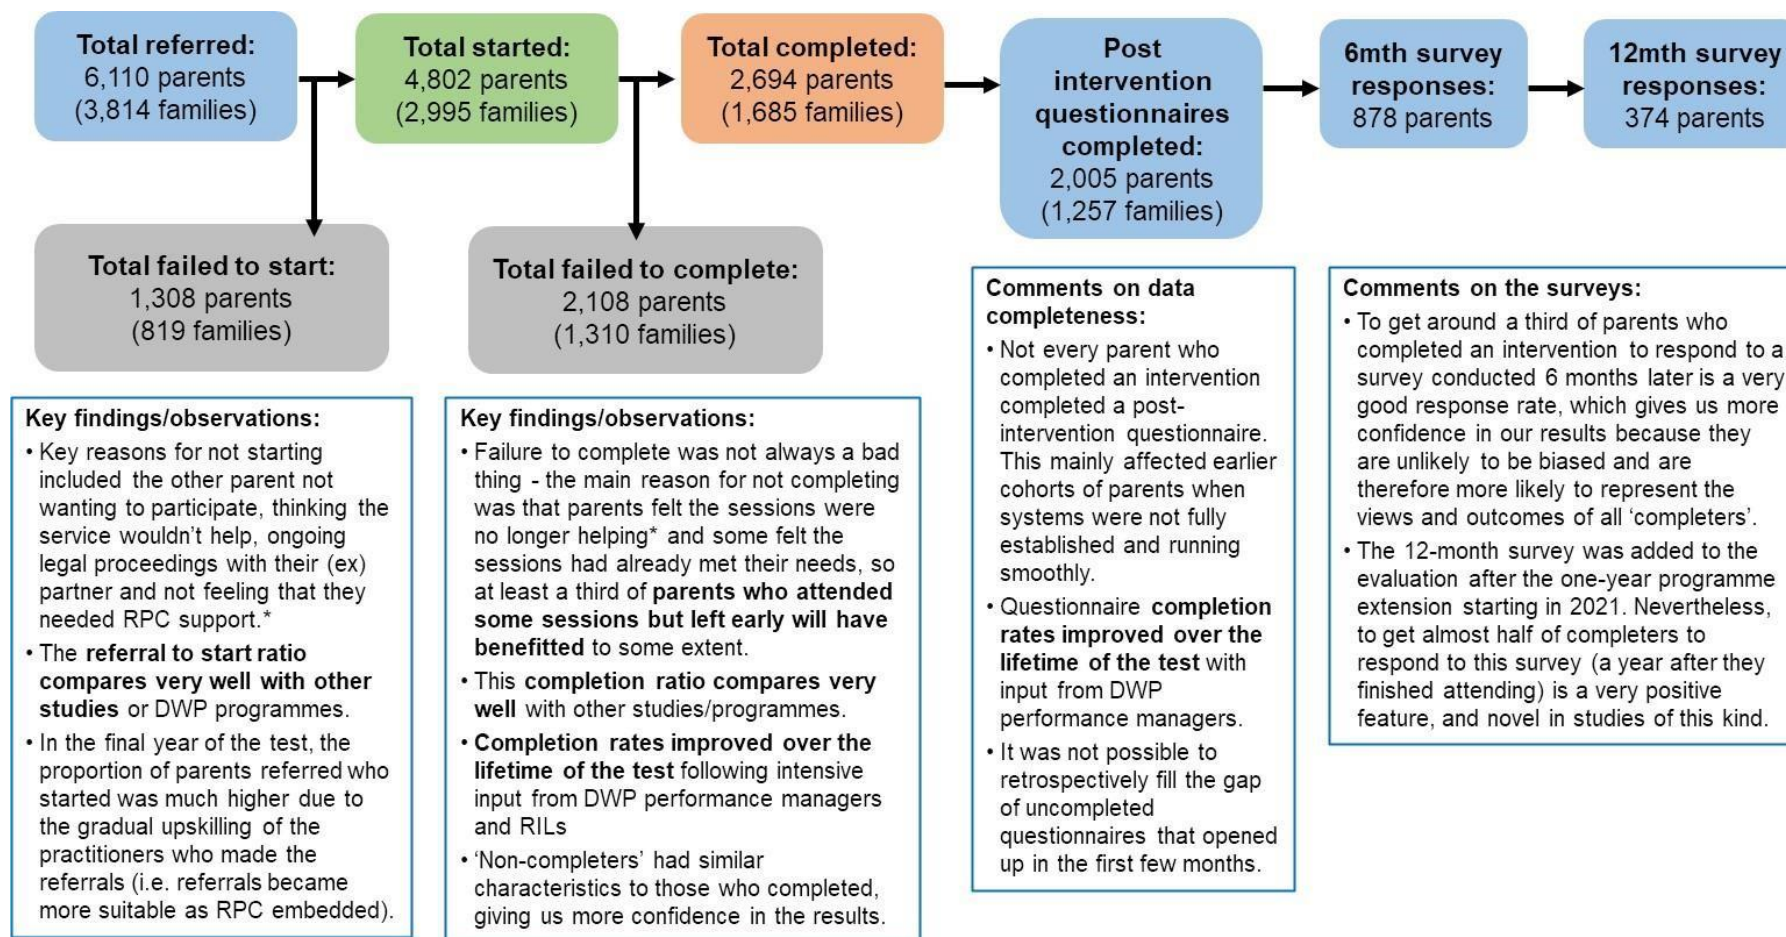 Total referred:
6,110 parents
(3,814 families)
Total started:
4,802 parents
(2,995 families)
Total completed:
2,694 parents
(1,685 families)
Post
intervention
questionnaires
completed:
2,005 parents
(1,257 families)
6mth survey
responses:
878 parents
12mth survey
responses:
374 parents
Total failed to start:
1,308 parents
(819 families)
Total failed to complete:
2,108 parents
(1,310 families)
Key findings/observations:
• Key reasons for not starting
included the other parent not
wanting to participate, thinking the
service wouldn’t help, ongoing
legal proceedings with their (ex)
partner and not feeling that they
needed RPC support.*
• The referral to start ratio
compares very well with other
studies or DWP programmes.
• In the final year of the test, the
proportion of parents referred who
started was much higher due to
the gradual upskilling of the
practitioners who made the
referrals (i.e. referrals became
more suitable as RPC embedded).
Key findings/observations:
• Failure to complete was not always a bad
thing - the main reason for not completing
was that parents felt the sessions were
no longer helping* and some felt the
sessions had already met their needs, so
at least a third of parents who attended
some sessions but left early will have
benefitted to some extent.
• This completion ratio compares very
well with other studies/programmes.
• Completion rates improved over the
lifetime of the test following intensive
input from DWP performance managers
and RILs
• ‘Non-completers’ had similar
characteristics to those who completed,
giving us more confidence in the results.
Comments on data
completeness:
• Not every parent who
completed an intervention
completed a post-
intervention questionnaire.
This mainly affected earlier
cohorts of parents when
systems were not fully
established and running
smoothly.
• Questionnaire completion
rates improved over the
lifetime of the test with
input from DWP
performance managers.
• It was not possible to
retrospectively fill the gap
of uncompleted
questionnaires that opened
up in the first few months.
Comments on the surveys:
• To get around a third of parents who
completed an intervention to respond to a
survey conducted 6 months later is a very
good response rate, which gives us more
confidence in our results because they
are unlikely to be biased and are
therefore more likely to represent the
views and outcomes of all ‘completers’.
• The 12-month survey was added to the
evaluation after the one-year programme
extension starting in 2021. Nevertheless,
to get almost half of completers to
respond to this survey (a year after they
finished attending) is a very positive
feature, and novel in studies of this kind.